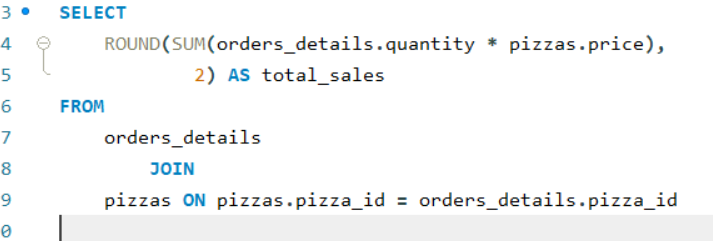 3 SELECT
4 ROUND(SUM(orders_details.quantity * pizzas.price),
5 2) AS total_sales
6 FROM
7 orders_details
8 JOIN
9 pizzas ON pizzas.pizza_id = orders_details.pizza_id
0